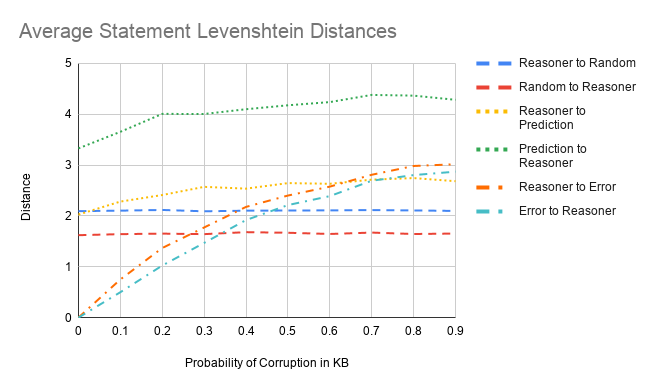 Average Statement Levenshtein Distances
5
4
3
2
1
0
Distance
0 0.1 0.2 0.3 0.4 0.5 0.6 0.7 0.8 0.9
Probability of Corruption in KB
Reasoner to Random
Random to Reasoner
Reasoner to
Prediction
Prediction to
Reasoner
Reasoner to Error
Error to Reasoner